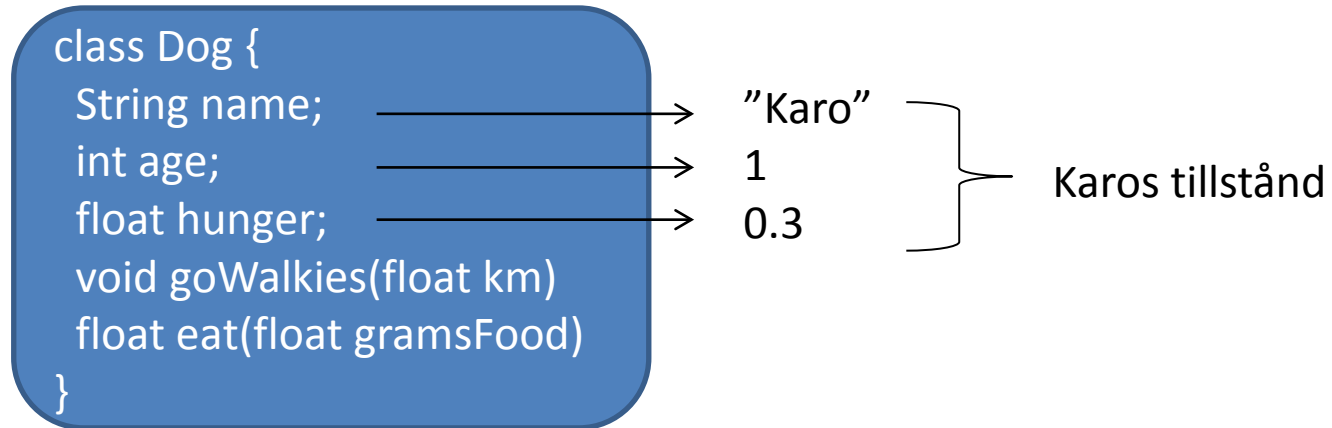 class Dog {
String name;
int age;
float hunger;
void goWalkies(float km)
float eat(float gramsFood)
}
”Karo”
1
0.3
Karos tillstånd